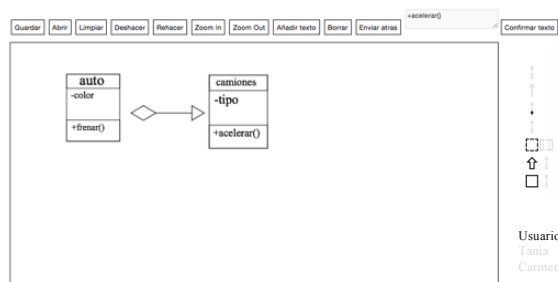 +acelerar()
Guardar Abrir Limpiar Deshacer Rehacer Zoom In Zoom Out Añadir texto Borrar Enviar atras Confirmar texto
auto
-color
+frenar()
camiones
-tipo
+acelerar()
Usuario
Tania
Carmen